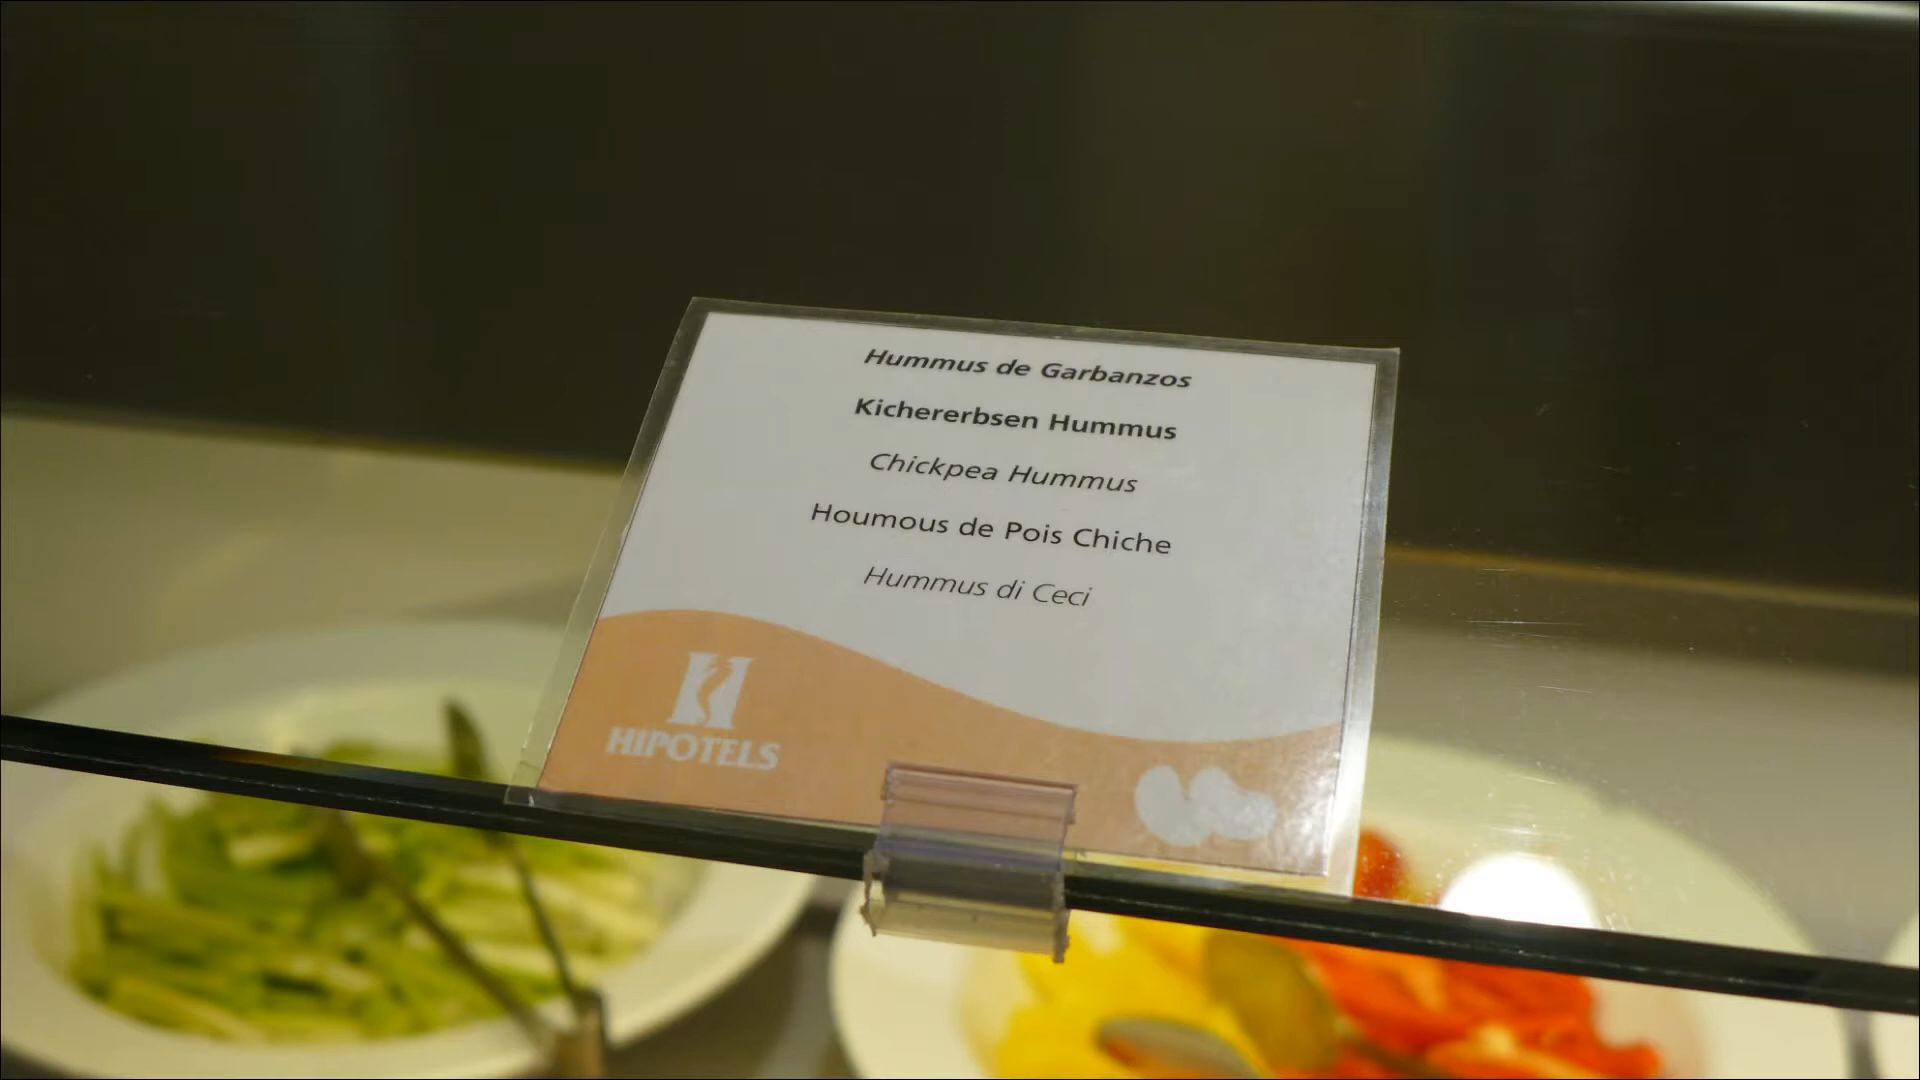 Hummus de Garbanzos
Kichererbsen Hummus
Chickpea Hummus
Houmous de Pois Chiche
Hummus di Ceci
HIPOTELS